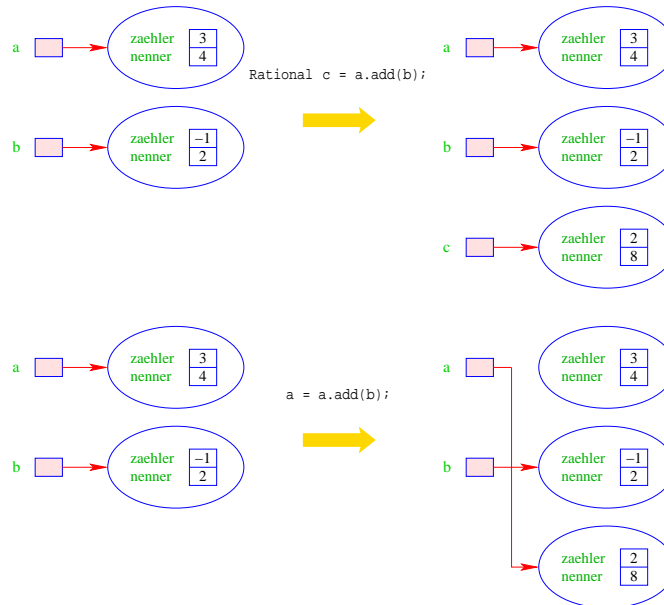 a zaehler 3
nenner 4
Rational c = a.add(b);
b zaehler −1
nenner 2
a zaehler 3
nenner 4
b zaehler −1
nenner 2
c zaehler 2
nenner 8
a zaehler 3
nenner 4
a = a.add(b);
b zaehler −1
nenner 2
a zaehler 3
nenner 4
b zaehler −1
nenner 2
zaehler 2
nenner 8